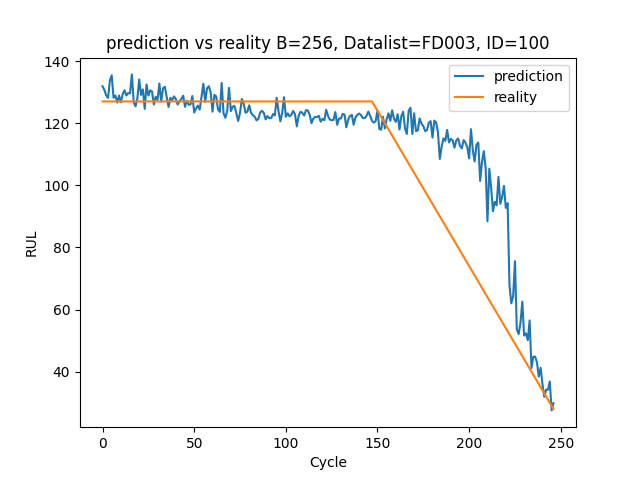 prediction vs reality B=256, Datalist=FD003, ID=100
prediction
reality
140
120
100
80
60
40
RUL
0 50 100 150 200 250
Cycle